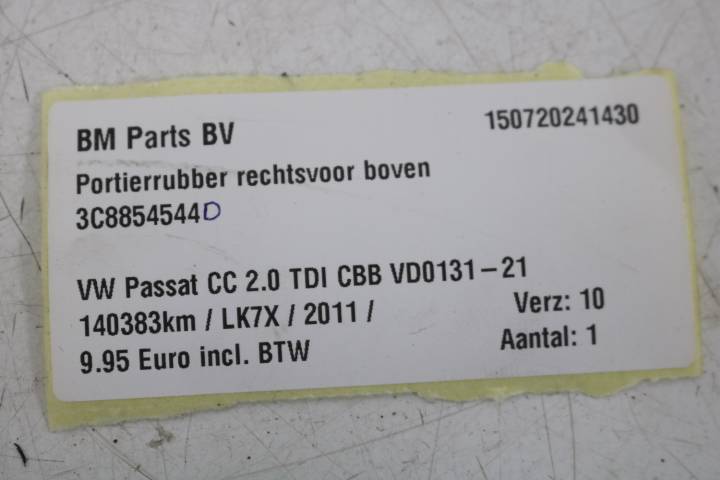 BM Parts BV
150720241430
Portierrubber rechtsvoor boven
3C8854544D
VW Passat CC 2.0 TDI CBB VD0131-21
140383km / LK7X / 2011 /
Verz: 10
9.95 Euro incl. BTW
Aantal: 1